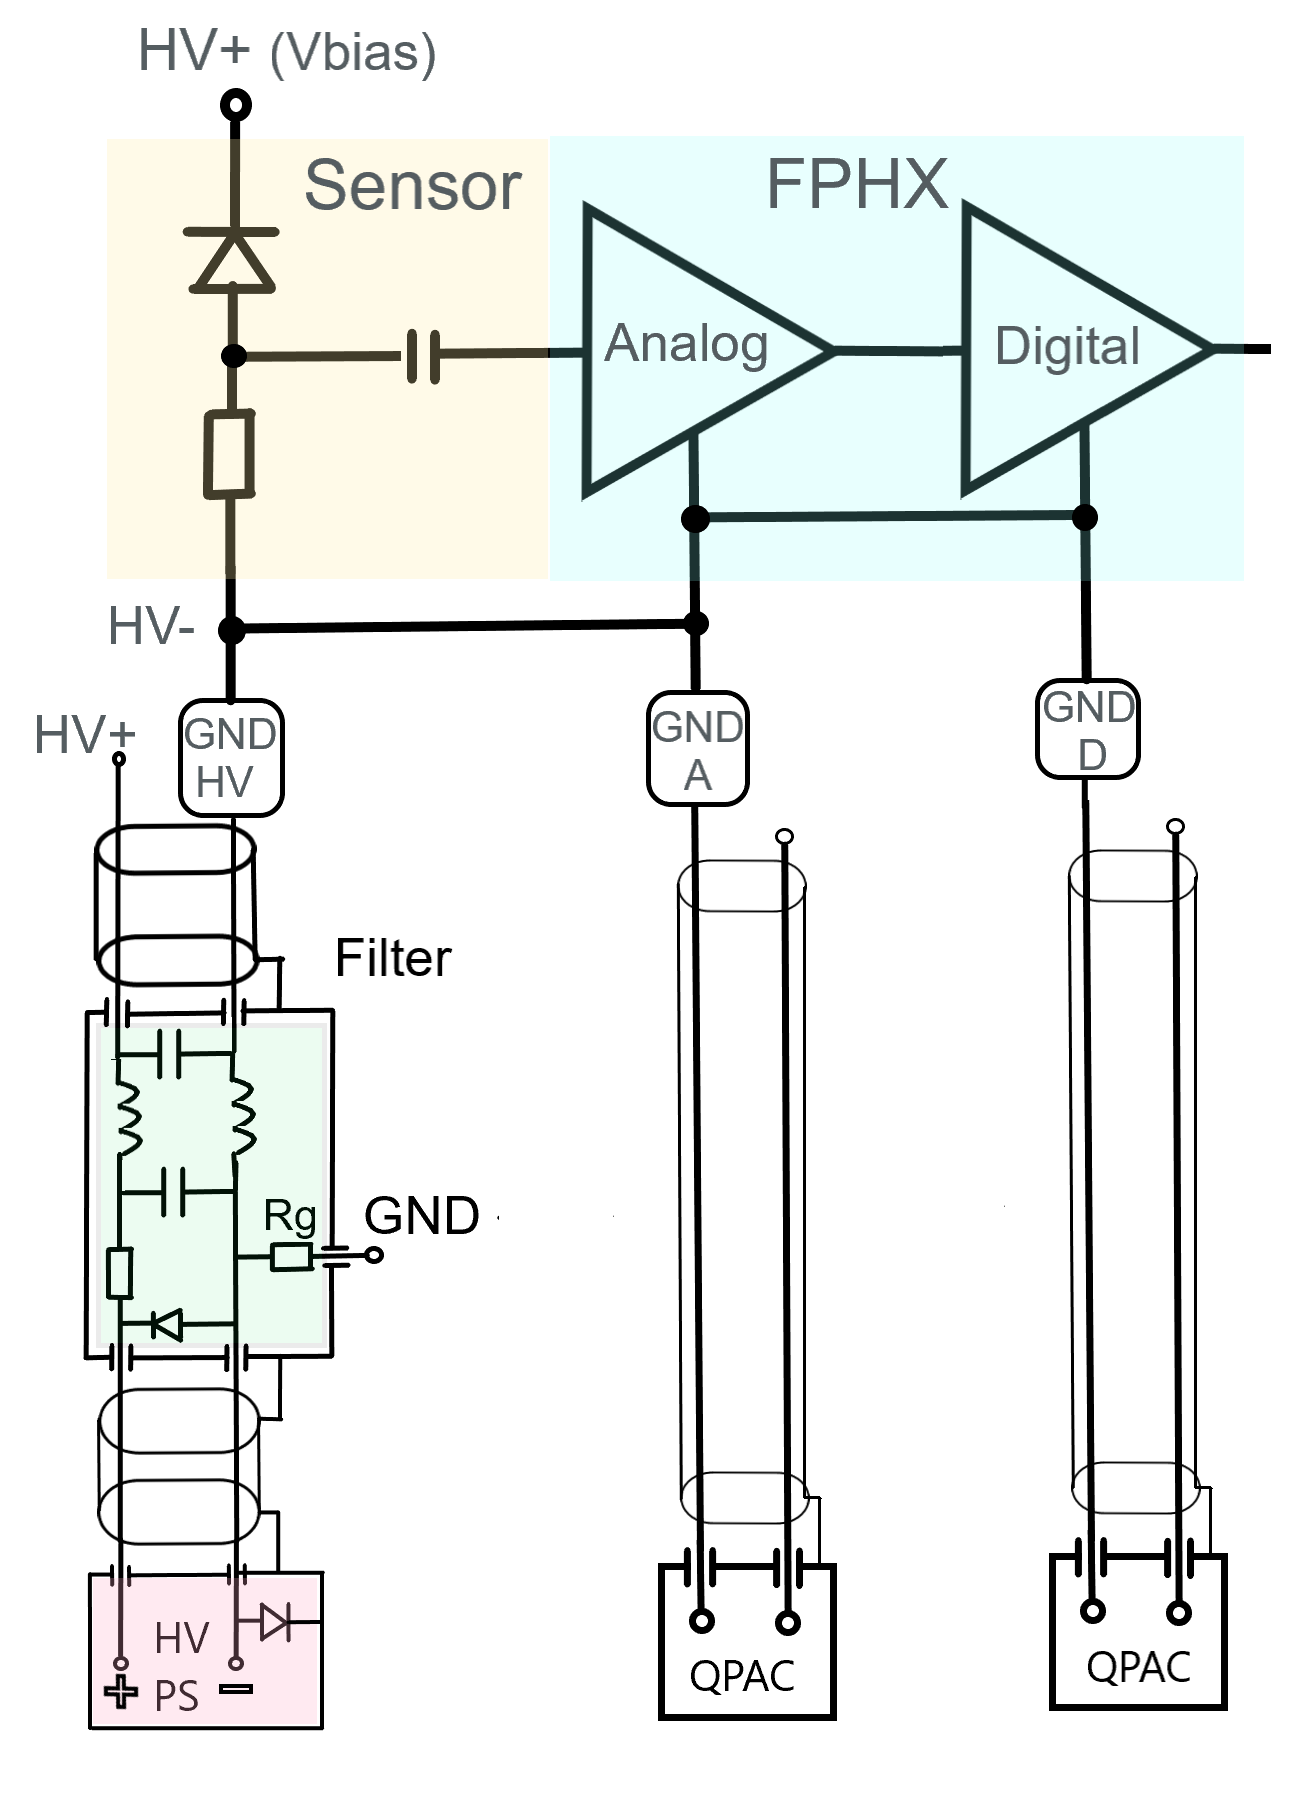 HV+ (Vbias)
Sensor
FPHX
Analog
Digital
HV-
HV+
GND
HV
GND
A
GND
D
Filter
Rg
GND
HV
PS
QPAC
QPAC